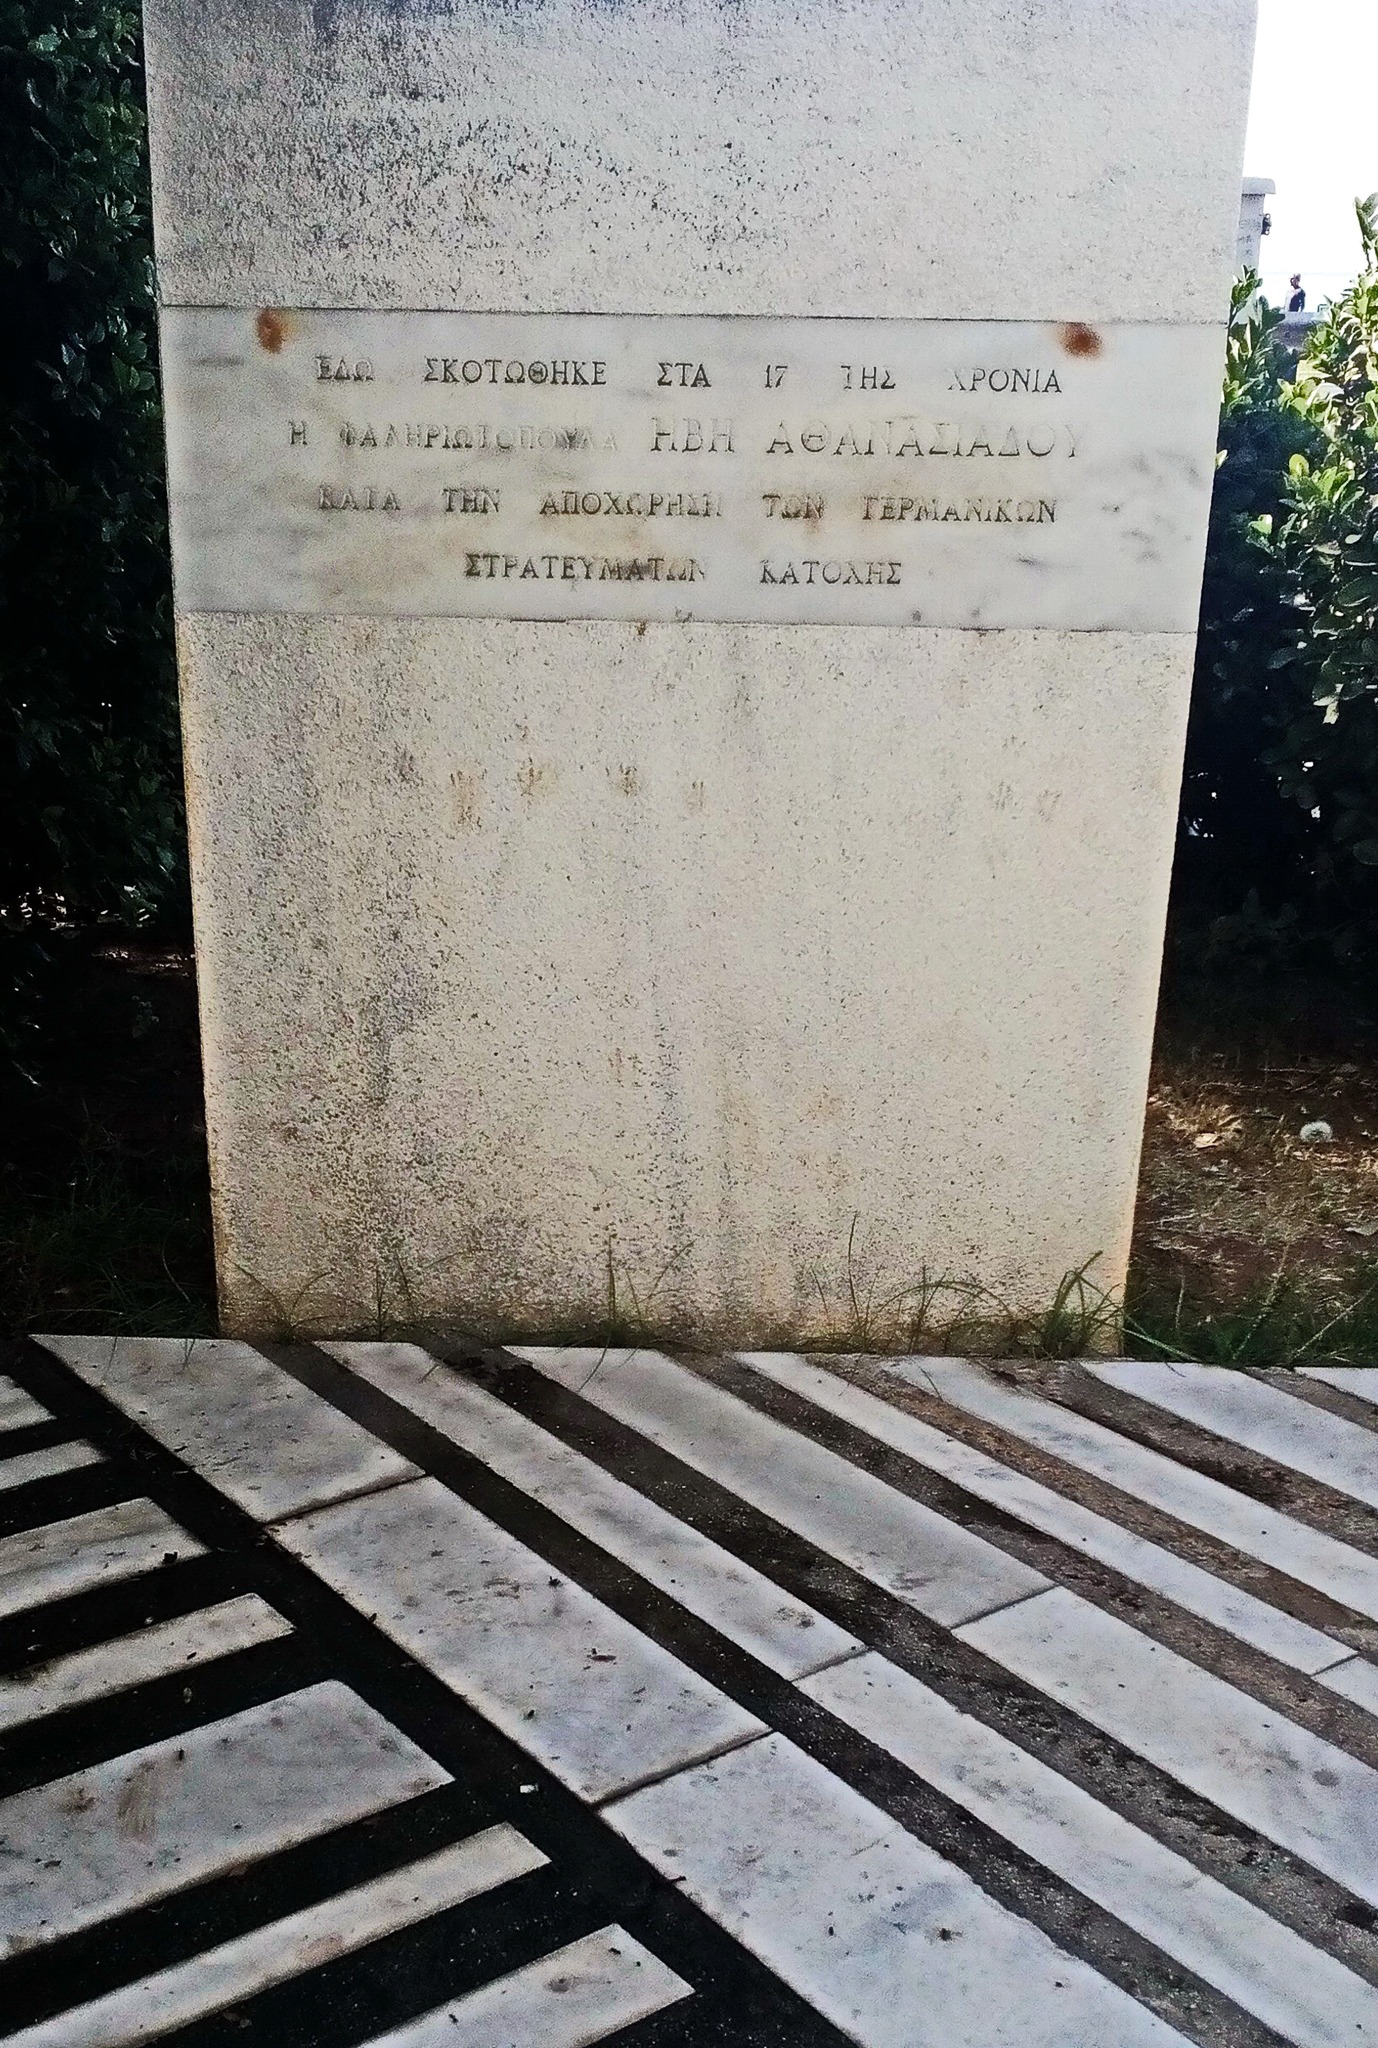 ΕΔΩ ΣΚΟΤΩΘΗΚΕ ΣΤΑ 17 ΤΗΣ ΧΡΟΝΙΑ
Η ΦΑΛΗΡΙΩΤΟΠΟΥΛΑ ΗΒΗ ΑΘΑΝΑΣΙΑΔΟΥ
ΚΑΤΑ ΤΗΝ ΑΠΟΧΩΡΗΣΗ ΤΩΝ ΓΕΡΜΑΝΙΚΩΝ
ΣΤΡΑΤΕΥΜΑΤΩΝ ΚΑΤΟΧΗΣ